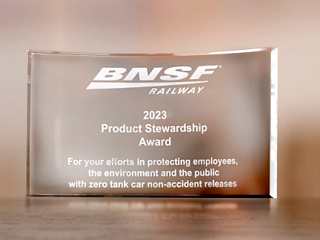 BNSF
RAILWAY
2023
Product Stewardship
Award
For your efforts in protecting employees,
the environment and the public
with zero tank car non-accident releases